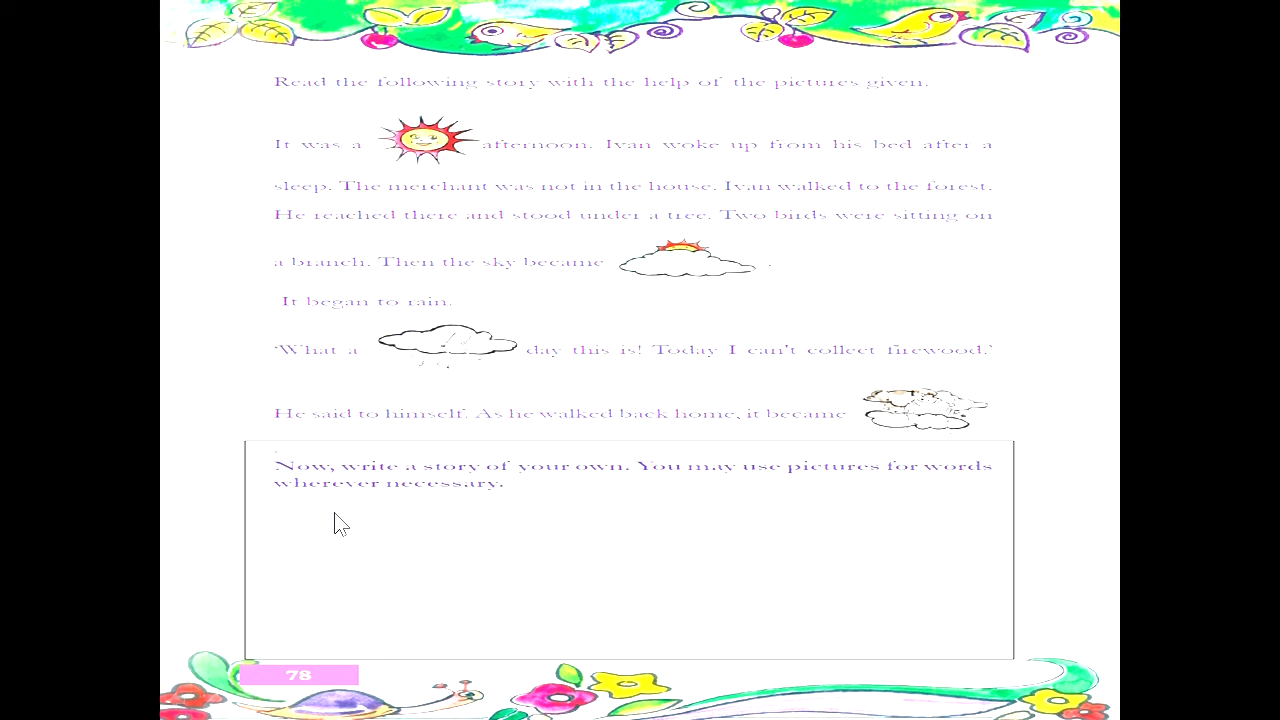 Read the following story with the help of the pictures given.
It was a afternoon. Ivan woke up from his bed after a
sleep. The merchant was not in the house. Ivan walked to the forest.
He reached there and stood under a tree. Two birds were sitting on
a branch. Then the sky became .
It began to rain.
‘What a day this is! Today I can't collect firewood.’
He said to himself. As he walked back home, it became
.
Now, write a story of your own. You may use pictures for words
wherever necessary.
78